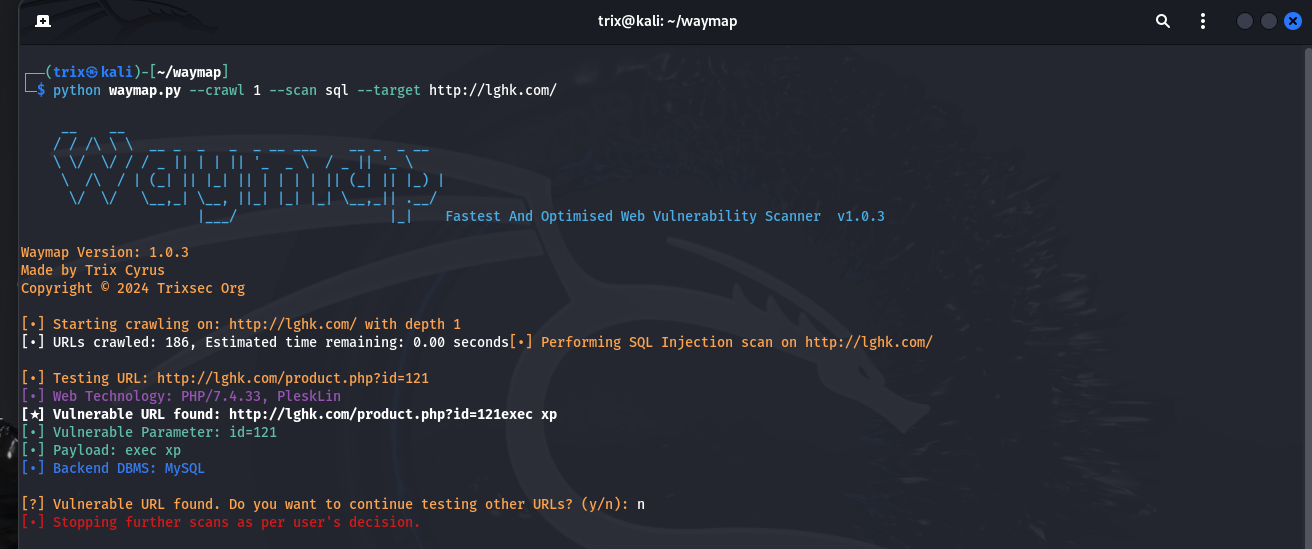 trix@kali: ~/waymap
┌──(trix㉿kali)-[~/waymap]
└─$ python waymap.py --crawl 1 --scan sql --target http://lghk.com/
Waymap
Fastest And Optimised Web Vulnerability Scanner  v1.0.3
Waymap Version: 1.0.3
Made by Trix Cyrus
Copyright © 2024 Trixsec Org
[•] Starting crawling on: http://lghk.com/ with depth 1
[•] URLs crawled: 186, Estimated time remaining: 0.00 seconds[•] Performing SQL Injection scan on http://lghk.com/
[•] Testing URL: http://lghk.com/product.php?id=121
[•] Web Technology: PHP/7.4.33, PleskLin
[★] Vulnerable URL found: http://lghk.com/product.php?id=121exec xp
[•] Vulnerable Parameter: id=121
[•] Payload: exec xp
[•] Backend DBMS: MySQL
[?] Vulnerable URL found. Do you want to continue testing other URLs? (y/n): n
[•] Stopping further scans as per user's decision.